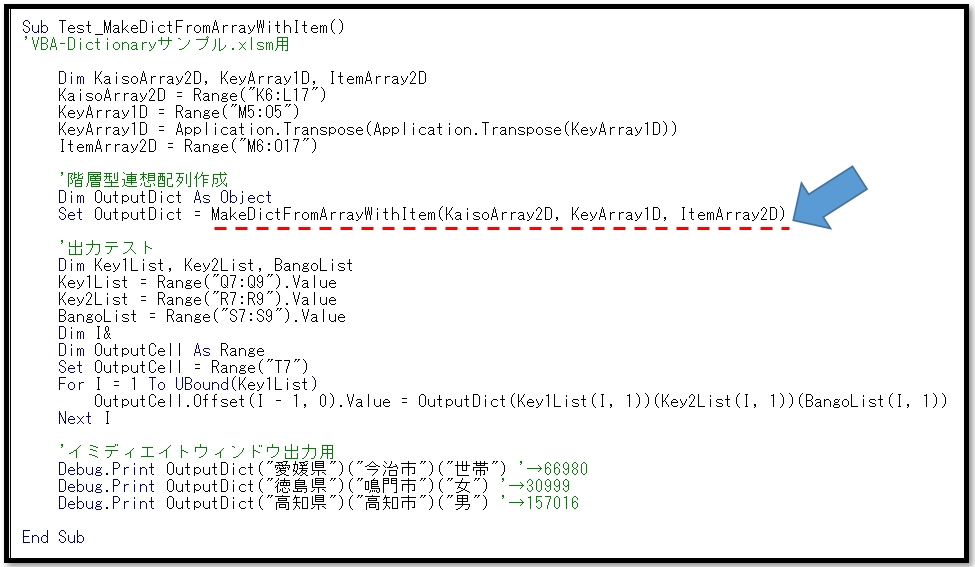 Sub Test_MakeDictFromArrayWithItem()
'VBA-Dictionaryサンプル.xlsm用
Dim KaisoArray2D, KeyArray1D, ItemArray2D
KaisoArray2D = Range("K6:L17")
KeyArray1D = Range("M5:O5")
KeyArray1D = Application.Transpose(Application.Transpose(KeyArray1D))
ItemArray2D = Range("M6:O17")
'階層型連想配列作成
Dim OutputDict As Object
Set OutputDict = MakeDictFromArrayWithItem(KaisoArray2D, KeyArray1D, ItemArray2D)
'出力テスト
Dim Key1List, Key2List, BangoList
Key1List = Range("Q7:Q9").Value
Key2List = Range("R7:R9").Value
BangoList = Range("S7:S9").Value
Dim I&
Dim OutputCell As Range
Set OutputCell = Range("T7")
For I = 1 To UBound(Key1List)
OutputCell.Offset(I - 1, 0).Value = OutputDict(Key1List(I, 1))(Key2List(I, 1))(BangoList(I, 1))
Next I
'イミディエイトウィンドウ出力用
Debug.Print OutputDict("愛媛県")("今治市")("世帯") '→66980
Debug.Print OutputDict("徳島県")("鳴門市")("女") '→30999
Debug.Print OutputDict("高知県")("高知市")("男") '→157016
End Sub